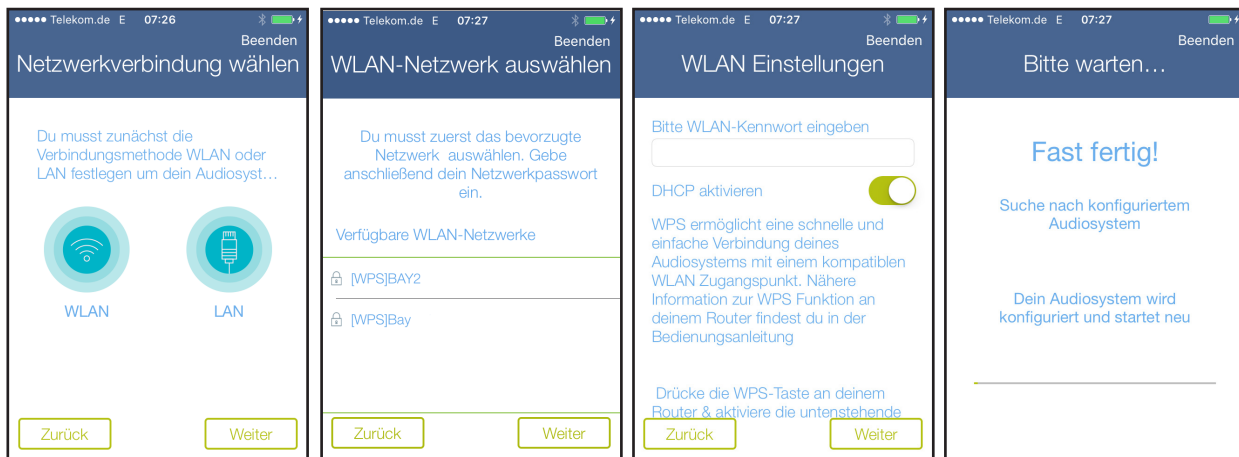 Telekom.de E 07:26
Beenden
Netzwerkverbindung wählen
Du musst zunächst die
Verbindungsmethode WLAN oder
LAN festlegen um dein Audiosyst…
WLAN
LAN
Zurück
Weiter
Telekom.de E 07:27
Beenden
WLAN-Netzwerk auswählen
Du musst zuerst das bevorzugte
Netzwerk auswählen. Gebe
anschließend dein Netzwerkpasswort
ein.
Verfügbare WLAN-Netzwerke
[WPS]BAY2
[WPS]Bay
Zurück
Weiter
Telekom.de E 07:27
Beenden
WLAN Einstellungen
Bitte WLAN-Kennwort eingeben
DHCP aktivieren
WPS ermöglicht eine schnelle und
einfache Verbindung deines
Audiosystems mit einem kompatiblen
WLAN Zugangspunkt. Nähere
Information zur WPS Funktion an
deinem Router findest du in der
Bedienungsanleitung
Drücke die WPS-Taste an deinem
Router & aktiviere die untenstehende
Zurück
Weiter
Telekom.de E 07:27
Beenden
Bitte warten…
Fast fertig!
Suche nach konfiguriertem
Audiosystem
Dein Audiosystem wird
konfiguriert und startet neu